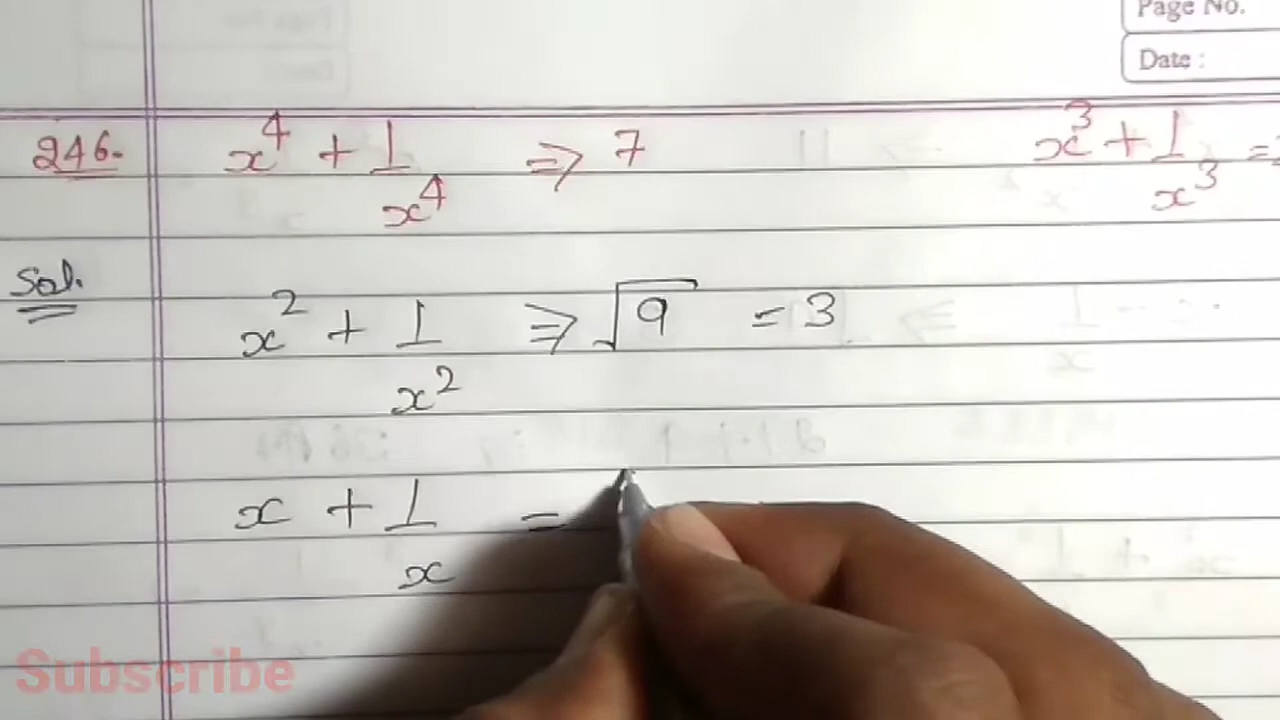 Page No.
Date :
246. x⁴ + 1/x⁴ => 7 x³ + 1/x³ =
Sol.
x² + 1/x² => √9 = 3
x + 1/x =
Subscribe